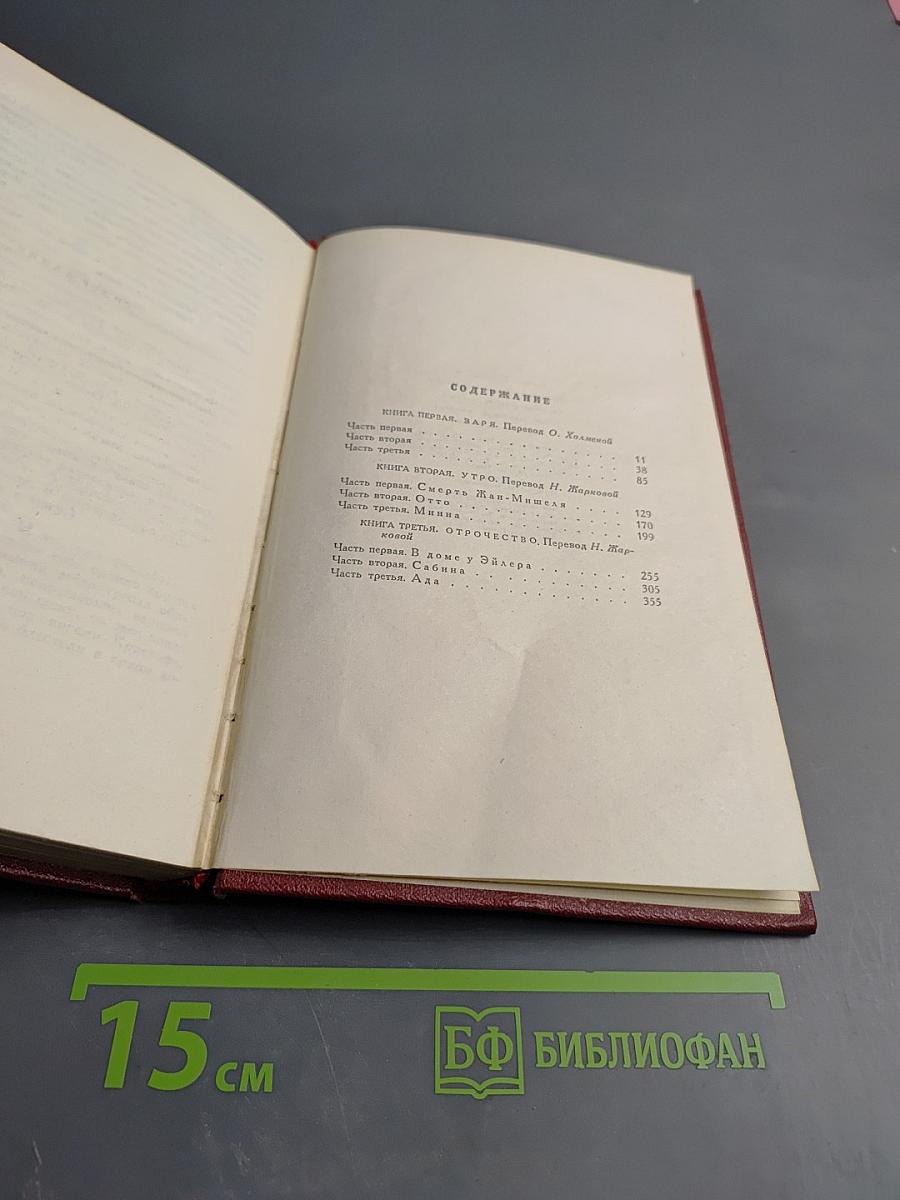 СОДЕРЖАНИЕ
КНИГА ПЕРВАЯ. ЗАРЯ. Перевод О. Холмской
Часть первая . . . . . . . . . . . . . . 11
Часть вторая . . . . . . . . . . . . . . 38
Часть третья . . . . . . . . . . . . . . 85
КНИГА ВТОРАЯ. УТРО. Перевод Н. Жарковой
Часть первая. Смерть Жан-Мишеля . . . . 129
Часть вторая. Отто . . . . . . . . . . . 170
Часть третья. Минна . . . . . . . . . . 199
КНИГА ТРЕТЬЯ. ОТРОЧЕСТВО. Перевод Н. Жар-
ковой
Часть первая. В доме у Эйлера . . . . . . . 255
Часть вторая. Сабина . . . . . . . . . . 305
Часть третья. Ада . . . . . . . . . . . 355
15 см
БФ БИБЛИОФАН